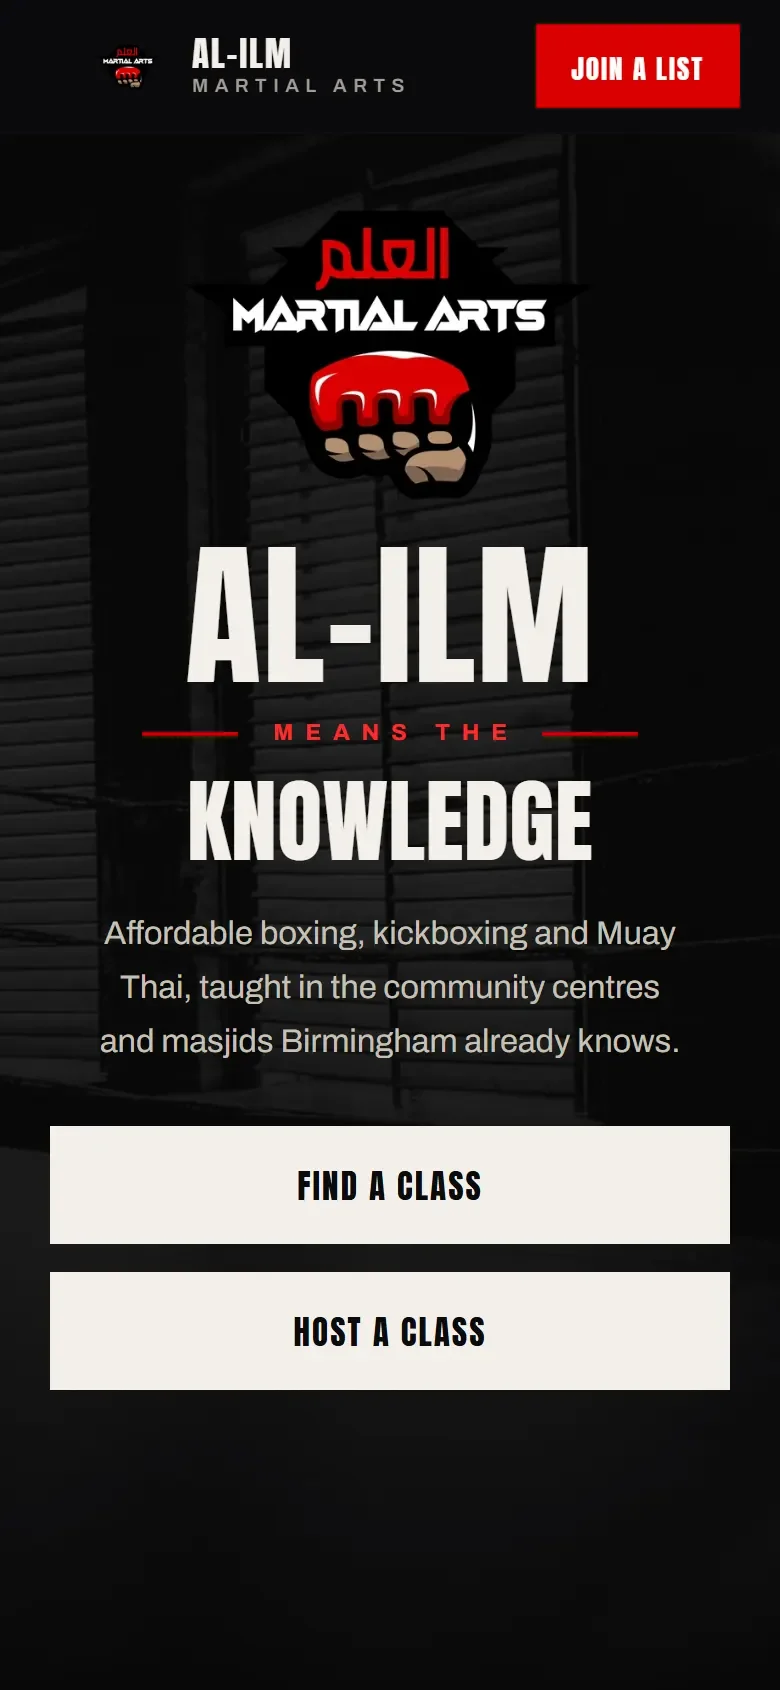 العلم
MARTIAL ARTS
AL-ILM
MARTIAL ARTS
JOIN A LIST
العلم
MARTIAL ARTS
AL-ILM
MEANS THE
KNOWLEDGE
Affordable boxing, kickboxing and Muay
Thai, taught in the community centres
and masjids Birmingham already knows.
FIND A CLASS
HOST A CLASS